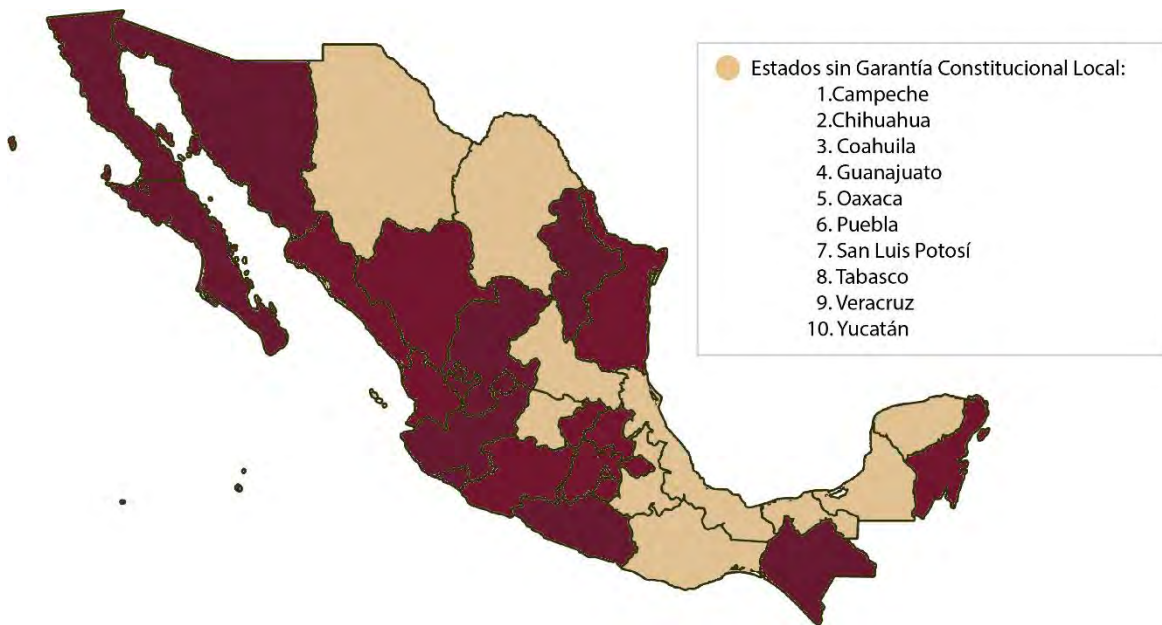 Estados sin Garantía Constitucional Local:
1.Campeche
2.Chihuahua
3. Coahuila
4. Guanajuato
5. Oaxaca
6. Puebla
7. San Luis Potosí
8. Tabasco
9. Veracruz
10. Yucatán